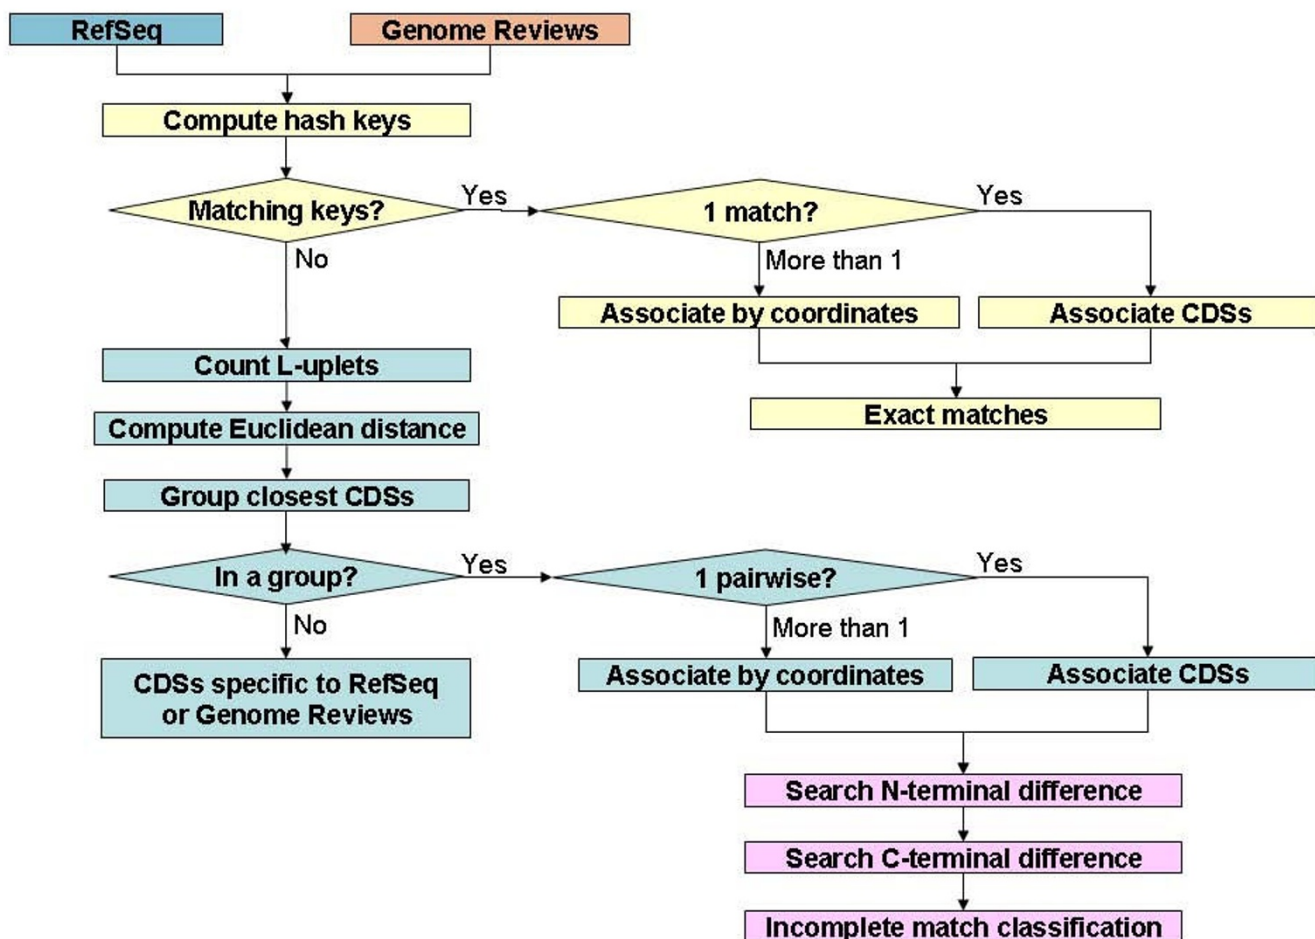 RefSeq
Genome Reviews
Compute hash keys
Matching keys?
Yes
1 match?
Yes
No
More than 1
Associate by coordinates
Associate CDSs
Count L-uplets
Exact matches
Compute Euclidean distance
Group closest CDSs
In a group?
Yes
1 pairwise?
Yes
No
More than 1
CDSs specific to RefSeq
or Genome Reviews
Associate by coordinates
Associate CDSs
Search N-terminal difference
Search C-terminal difference
Incomplete match classification